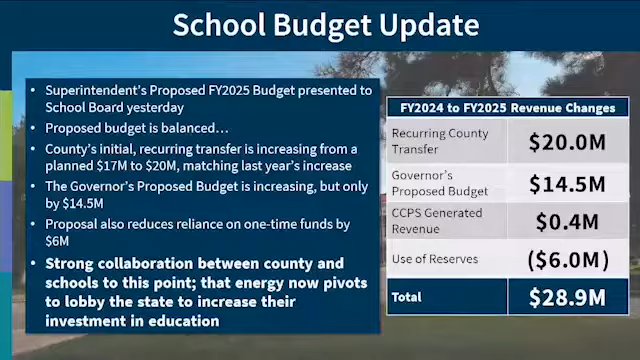 School Budget Update
Superintendent's Proposed FY2025 Budget presented to
School Board yesterday
Proposed budget is balanced...
County's initial, recurring transfer is increasing from a
planned $17M to $20M, matching last year's increase
The Governor's Proposed Budget is increasing, but only
by $14.5M
Proposal also reduces reliance on one-time funds by
$6M
Strong collaboration between county and
schools to this point; that energy now pivots
to lobby the state to increase their
investment in education
FY2024 to FY2025 Revenue Changes
Recurring County
Transfer
$20.0M
Governor's
Proposed Budget
$14.5M
CCPS Generated
Revenue
$0.4M
Use of Reserves
($6.0M)
Total
$28.9M